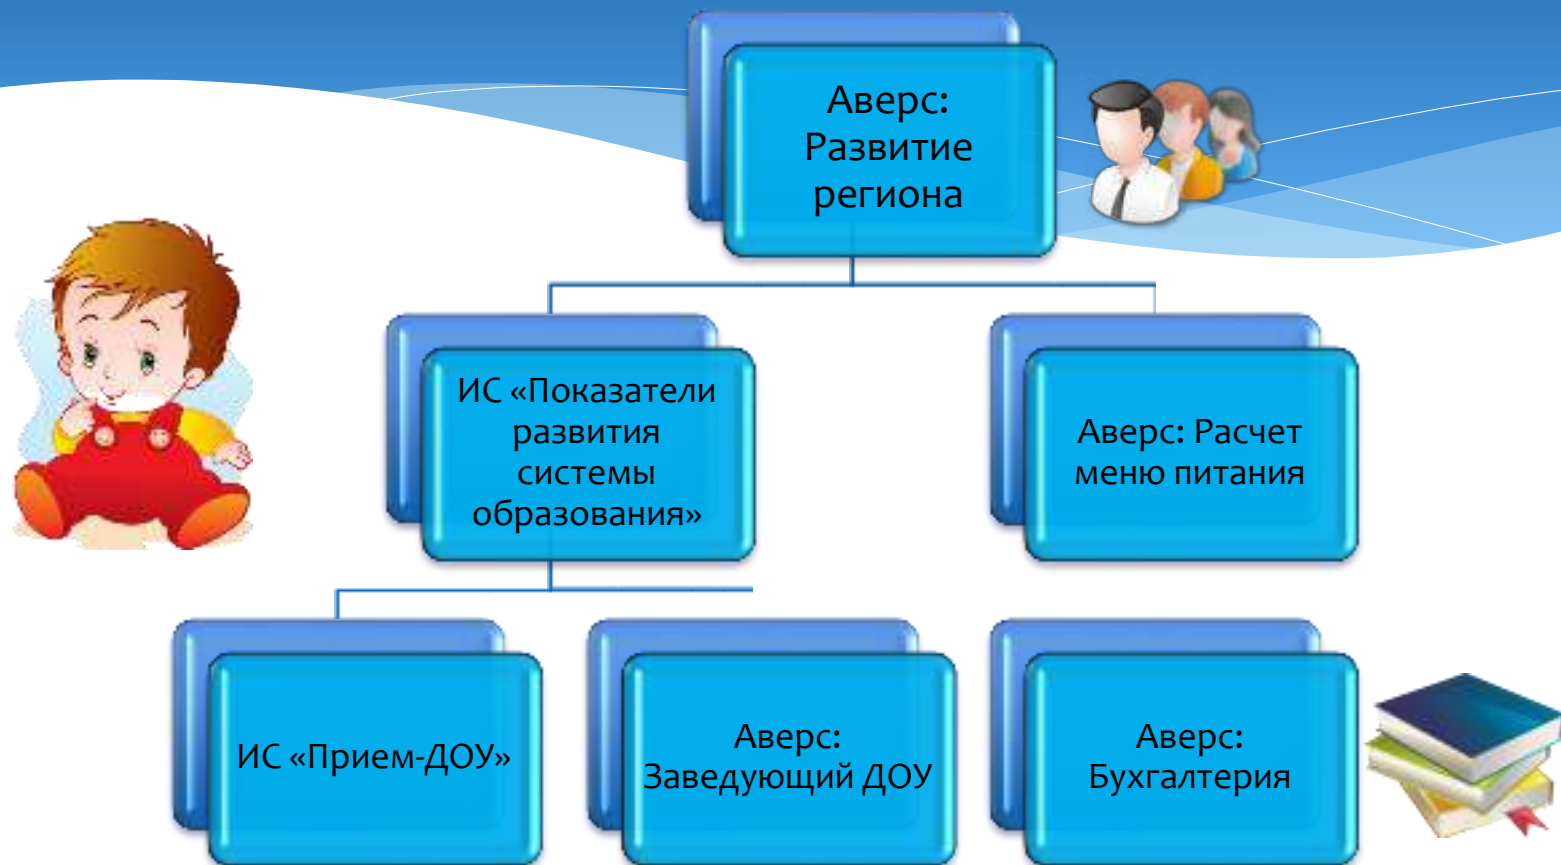 Аверс:
Развитие
региона
ИС «Показатели
развития
системы
образования»
Аверс: Расчет
меню питания
ИС «Прием-ДОУ»
Аверс:
Заведующий ДОУ
Аверс:
Бухгалтерия